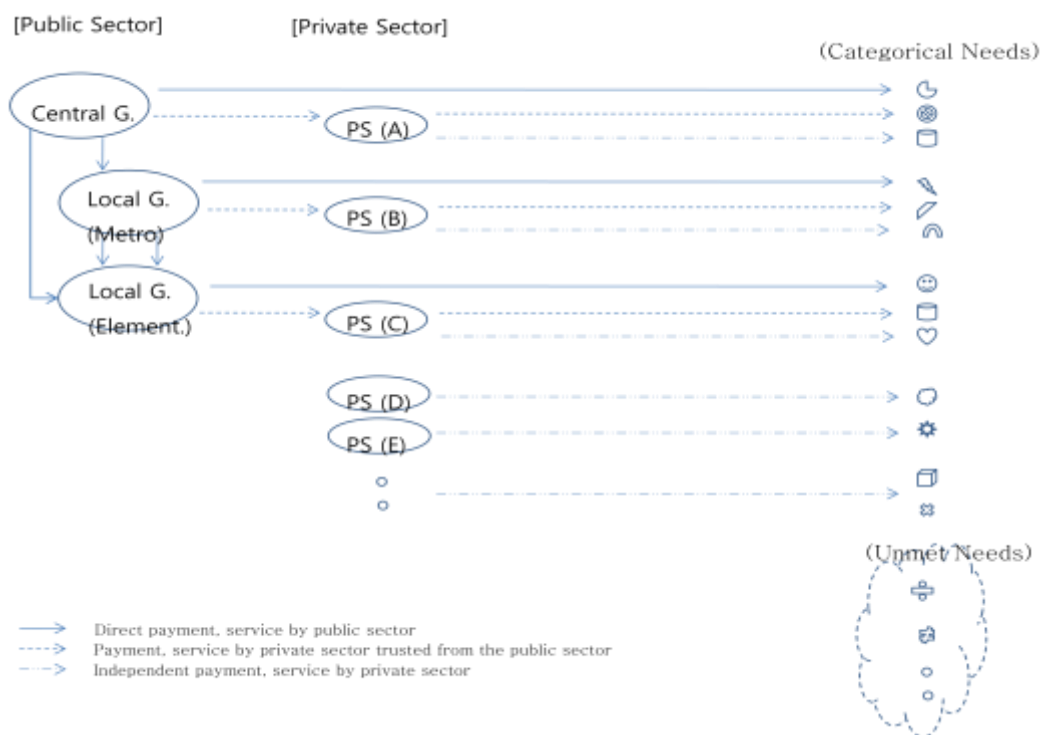 [Public Sector]
[Private Sector]
(Categorical Needs)
Central G.
PS (A)
Local G.
(Metro)
PS (B)
Local G.
(Element.)
PS (C)
PS (D)
PS (E)
(Unmet Needs)
Direct payment, service by public sector
Payment, service by private sector trusted from the public sector
Independent payment, service by private sector